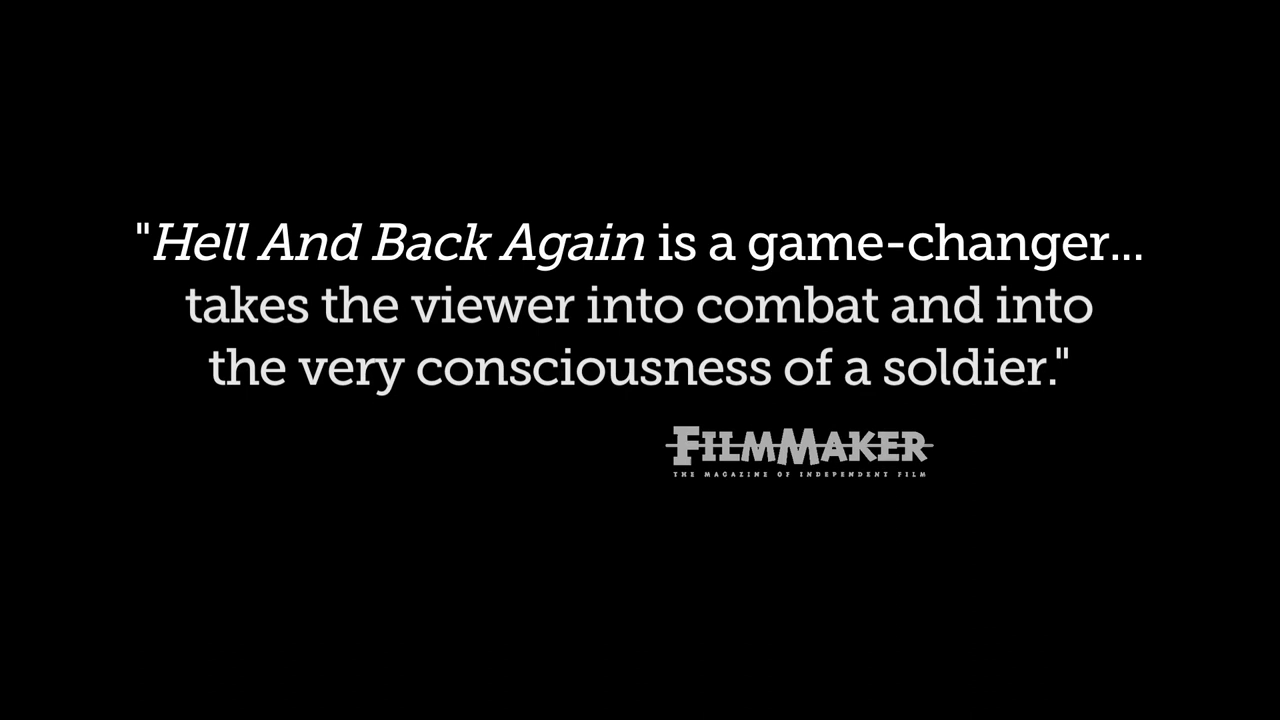 "Hell And Back Again is a game-changer...
takes the viewer into combat and into
the very consciousness of a soldier."
FILMMAKER
THE MAGAZINE OF INDEPENDENT FILM